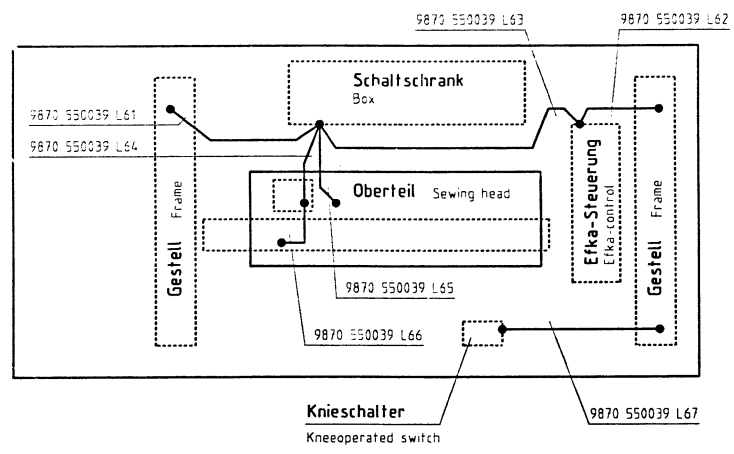 9870 550039 L63
9870 550039 L62
Schaltschrank
Box
9870 550039 L61
9870 550039 L64
Oberteil Sewing head
Gestell Frame
Efka-Steuerung
Efka-control
Gestell Frame
9870 550039 L65
9870 550039 L66
Knieschalter
Kneeoperated switch
9870 550039 L67